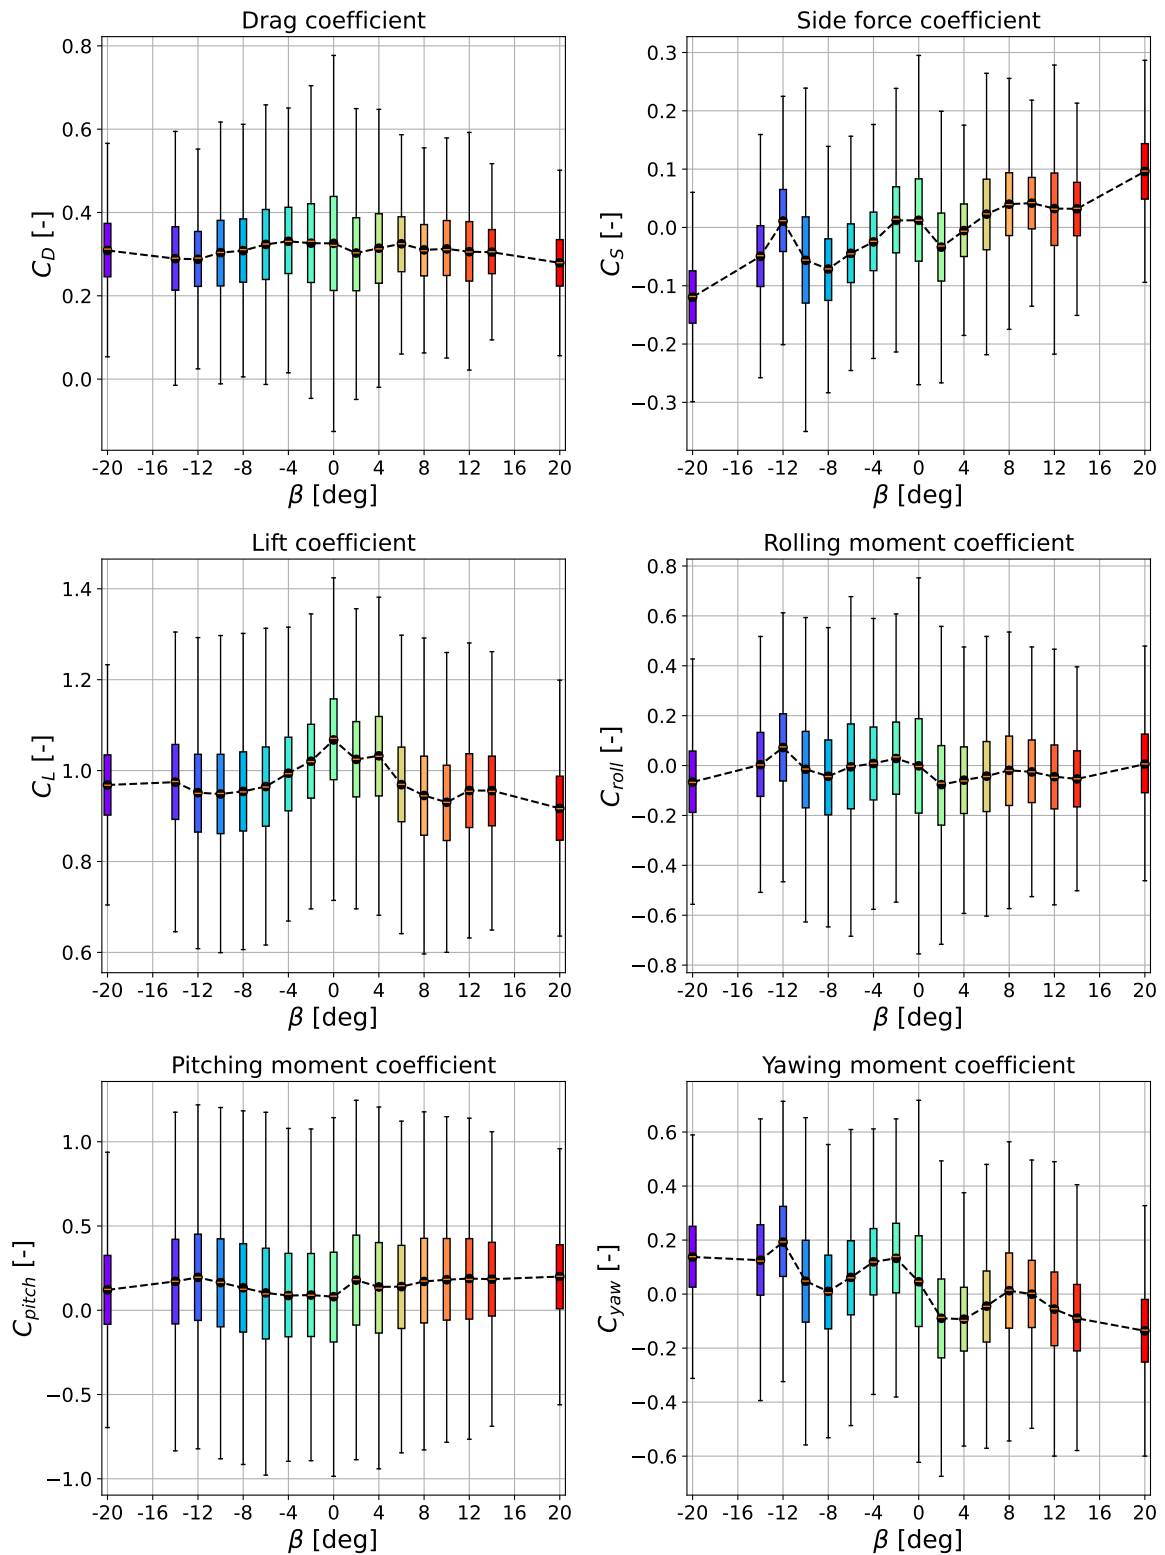 Drag coefficient
0.8
0.6
0.4
0.2
0.0
C_D [-]
-20 -16 -12 -8 -4 0 4 8 12 16 20
β [deg]
Side force coefficient
0.3
0.2
0.1
0.0
−0.1
−0.2
−0.3
C_S [-]
-20 -16 -12 -8 -4 0 4 8 12 16 20
β [deg]
Lift coefficient
1.4
1.2
1.0
0.8
0.6
C_L [-]
-20 -16 -12 -8 -4 0 4 8 12 16 20
β [deg]
Rolling moment coefficient
0.8
0.6
0.4
0.2
0.0
−0.2
−0.4
−0.6
−0.8
C_roll [-]
-20 -16 -12 -8 -4 0 4 8 12 16 20
β [deg]
Pitching moment coefficient
1.0
0.5
0.0
−0.5
−1.0
C_pitch [-]
-20 -16 -12 -8 -4 0 4 8 12 16 20
β [deg]
Yawing moment coefficient
0.6
0.4
0.2
0.0
−0.2
−0.4
−0.6
C_yaw [-]
-20 -16 -12 -8 -4 0 4 8 12 16 20
β [deg]